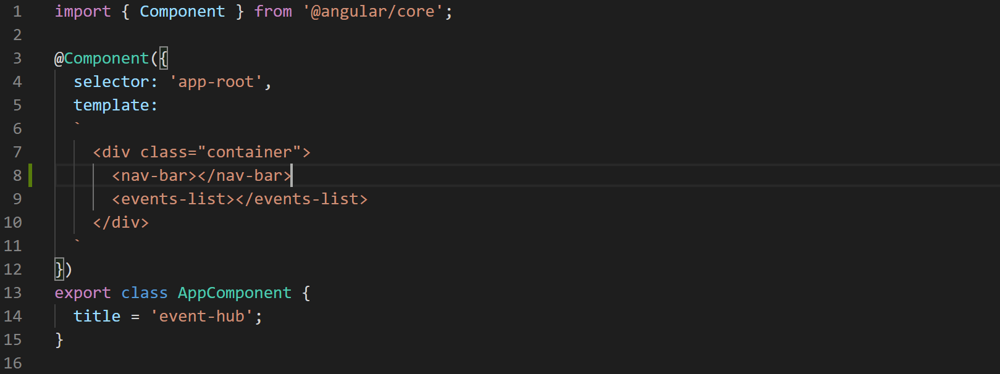 1 import { Component } from '@angular/core';
2
3 @Component({
4   selector: 'app-root',
5   template:
6   `
7     <div class="container">
8       <nav-bar></nav-bar>
9       <events-list></events-list>
10     </div>
11   `
12 })
13 export class AppComponent {
14   title = 'event-hub';
15 }
16